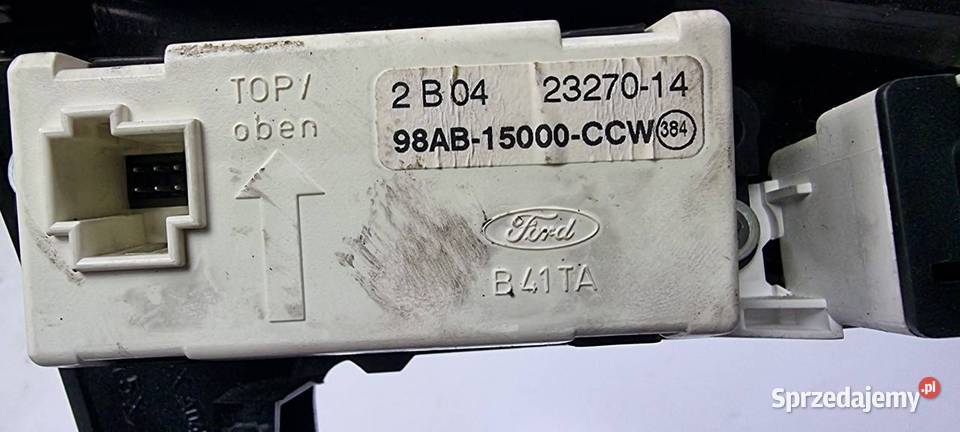 TOP/
oben
2 B 04 23270-14
98AB-15000-CCW 384
Ford
B41TA
Sprzedajemy.pl